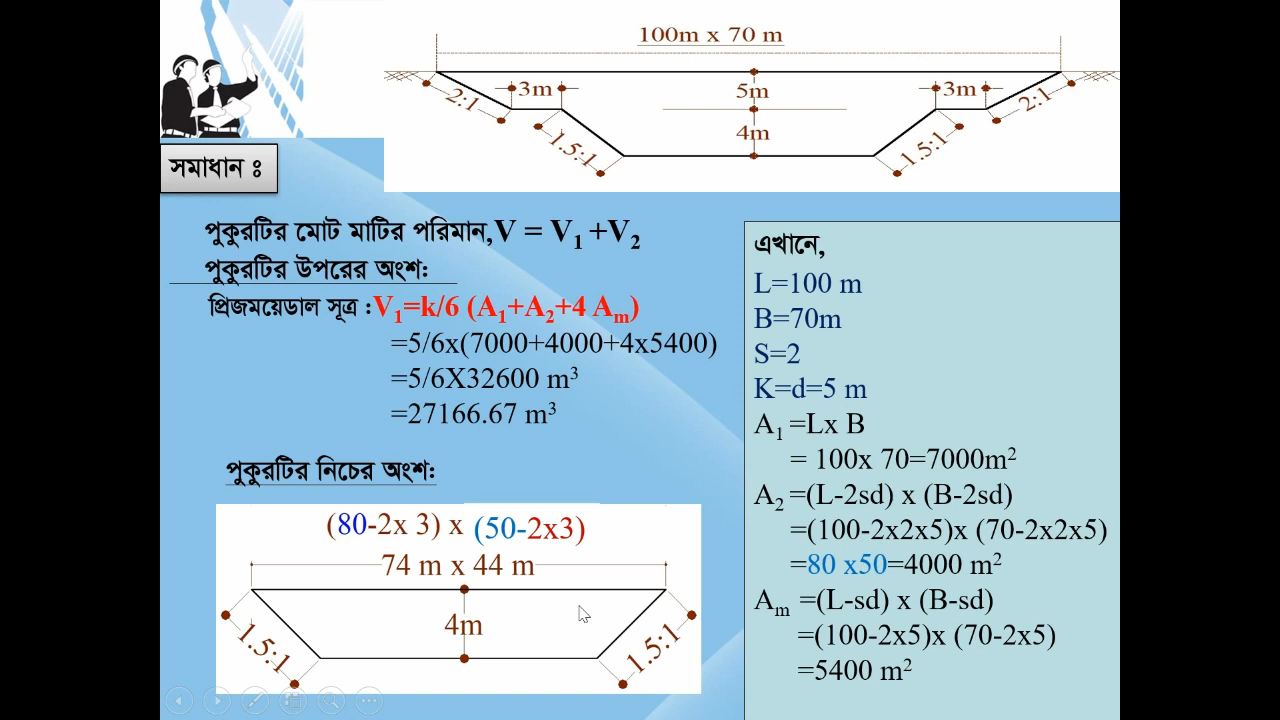 100m x 70 m
3m
5m
3m
2:1
2:1
4m
1.5:1
1.5:1
সমাধান ঃ
পুকুরটির মোট মাটির পরিমান,V = V₁ +V₂
পুকুরটির উপরের অংশ:
প্রিজময়েডাল সূত্র :V₁=k/6 (A₁+A₂+4 Aₘ)
=5/6x(7000+4000+4x5400)
=5/6X32600 m³
=27166.67 m³
পুকুরটির নিচের অংশ:
(80-2x 3) x (50-2x3)
74 m x 44 m
4m
1.5:1
1.5:1
এখানে,
L=100 m
B=70m
S=2
K=d=5 m
A₁ =Lx B
= 100x 70=7000m²
A₂ =(L-2sd) x (B-2sd)
=(100-2x2x5)x (70-2x2x5)
=80 x50=4000 m²
Aₘ =(L-sd) x (B-sd)
=(100-2x5)x (70-2x5)
=5400 m²